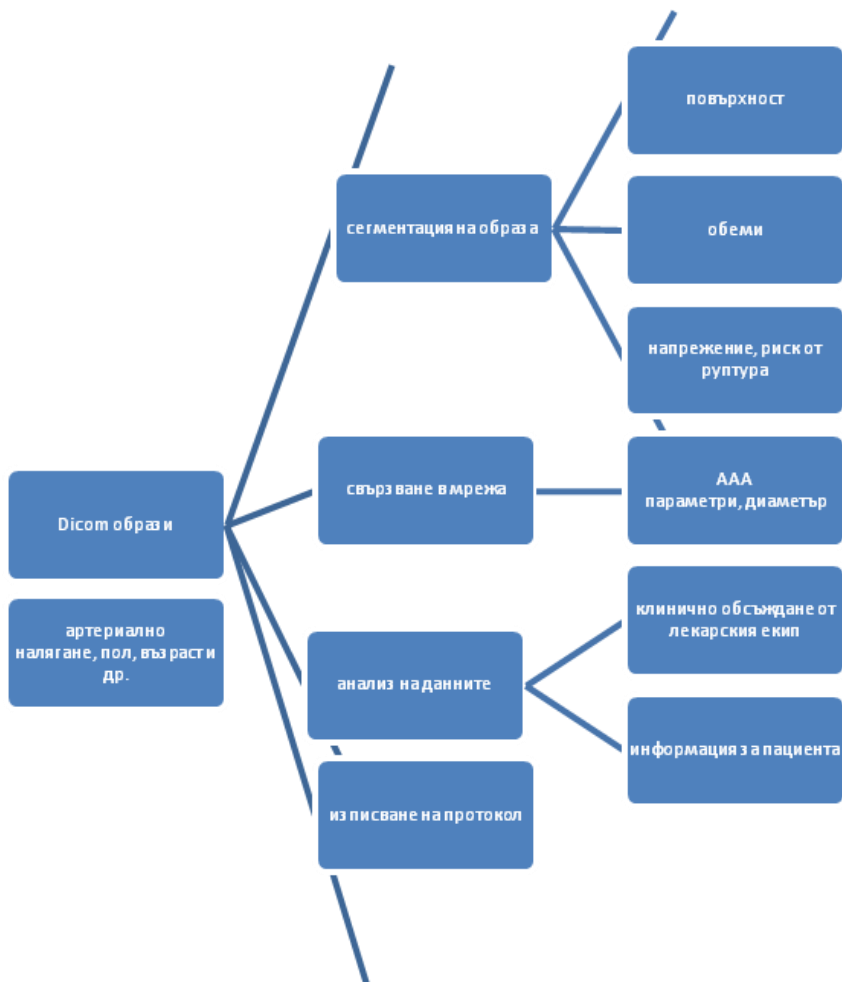 повърхност
сегментация на образа
обеми
напрежение, риск от
руптура
свързване в мрежа
ААА
параметри, диаметър
Dicom образи
артериално
налягане, пол, възраст и
др.
клинично обсъждане от
лекарския екип
анализ на данните
информация за пациента
изписване на протокол